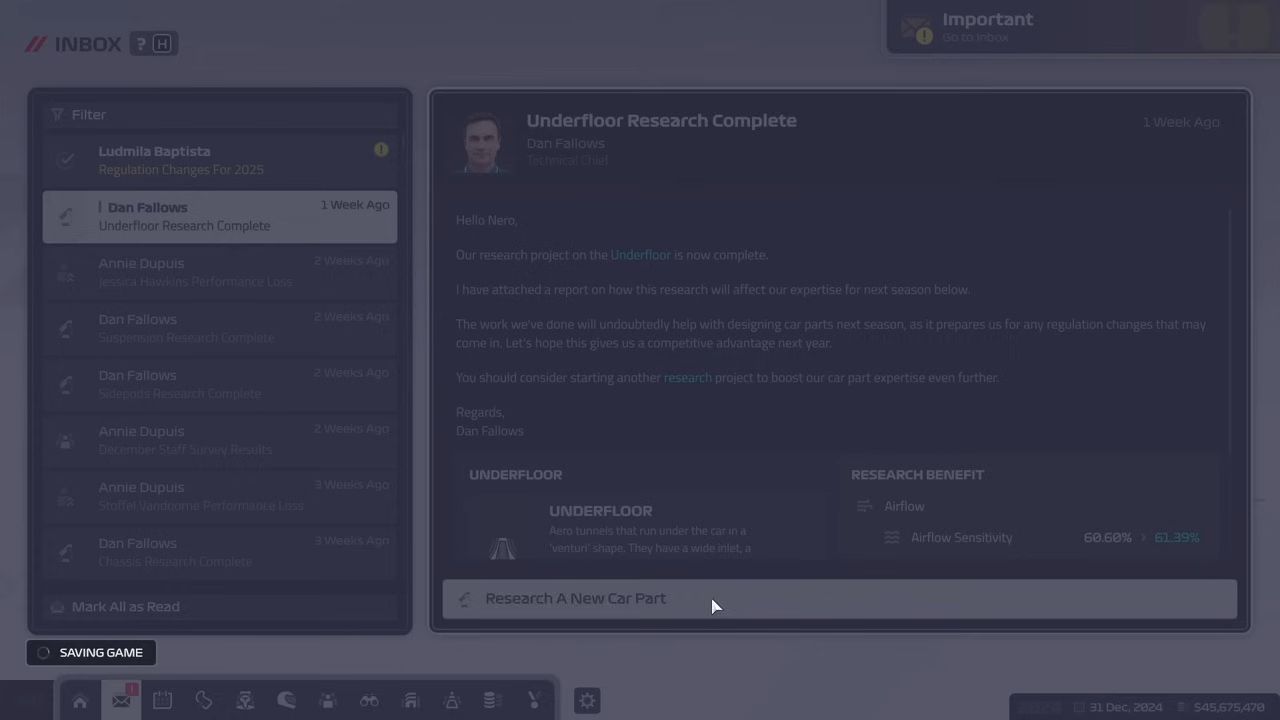 INBOX ? H
Important
Go to Inbox
Filter
Ludmila Baptista
Regulation Changes For 2025
Dan Fallows 1 Week Ago
Underfloor Research Complete
Annie Dupuis 2 Weeks Ago
Jessica Hawkins Performance Loss
Dan Fallows 2 Weeks Ago
Suspension Research Complete
Dan Fallows 2 Weeks Ago
Sidepods Research Complete
Annie Dupuis 2 Weeks Ago
December Staff Survey Results
Annie Dupuis 3 Weeks Ago
Stoffel Vandoorne Performance Loss
Dan Fallows 3 Weeks Ago
Chassis Research Complete
Mark All as Read
Underfloor Research Complete 1 Week Ago
Dan Fallows
Technical Chief
Hello Nero,
Our research project on the Underfloor is now complete.
I have attached a report on how this research will affect our expertise for next season below.
The work we've done will undoubtedly help with designing car parts next season, as it prepares us for any regulation changes that may
come in. Let's hope this gives us a competitive advantage next year.
You should consider starting another research project to boost our car part expertise even further.
Regards,
Dan Fallows
UNDERFLOOR
UNDERFLOOR
Aero tunnels that run under the car in a
'venturi' shape. They have a wide inlet, a
RESEARCH BENEFIT
Airflow
Airflow Sensitivity 60.60% > 61.39%
Research A New Car Part
SAVING GAME
1
31 Dec, 2024 $45,675,470